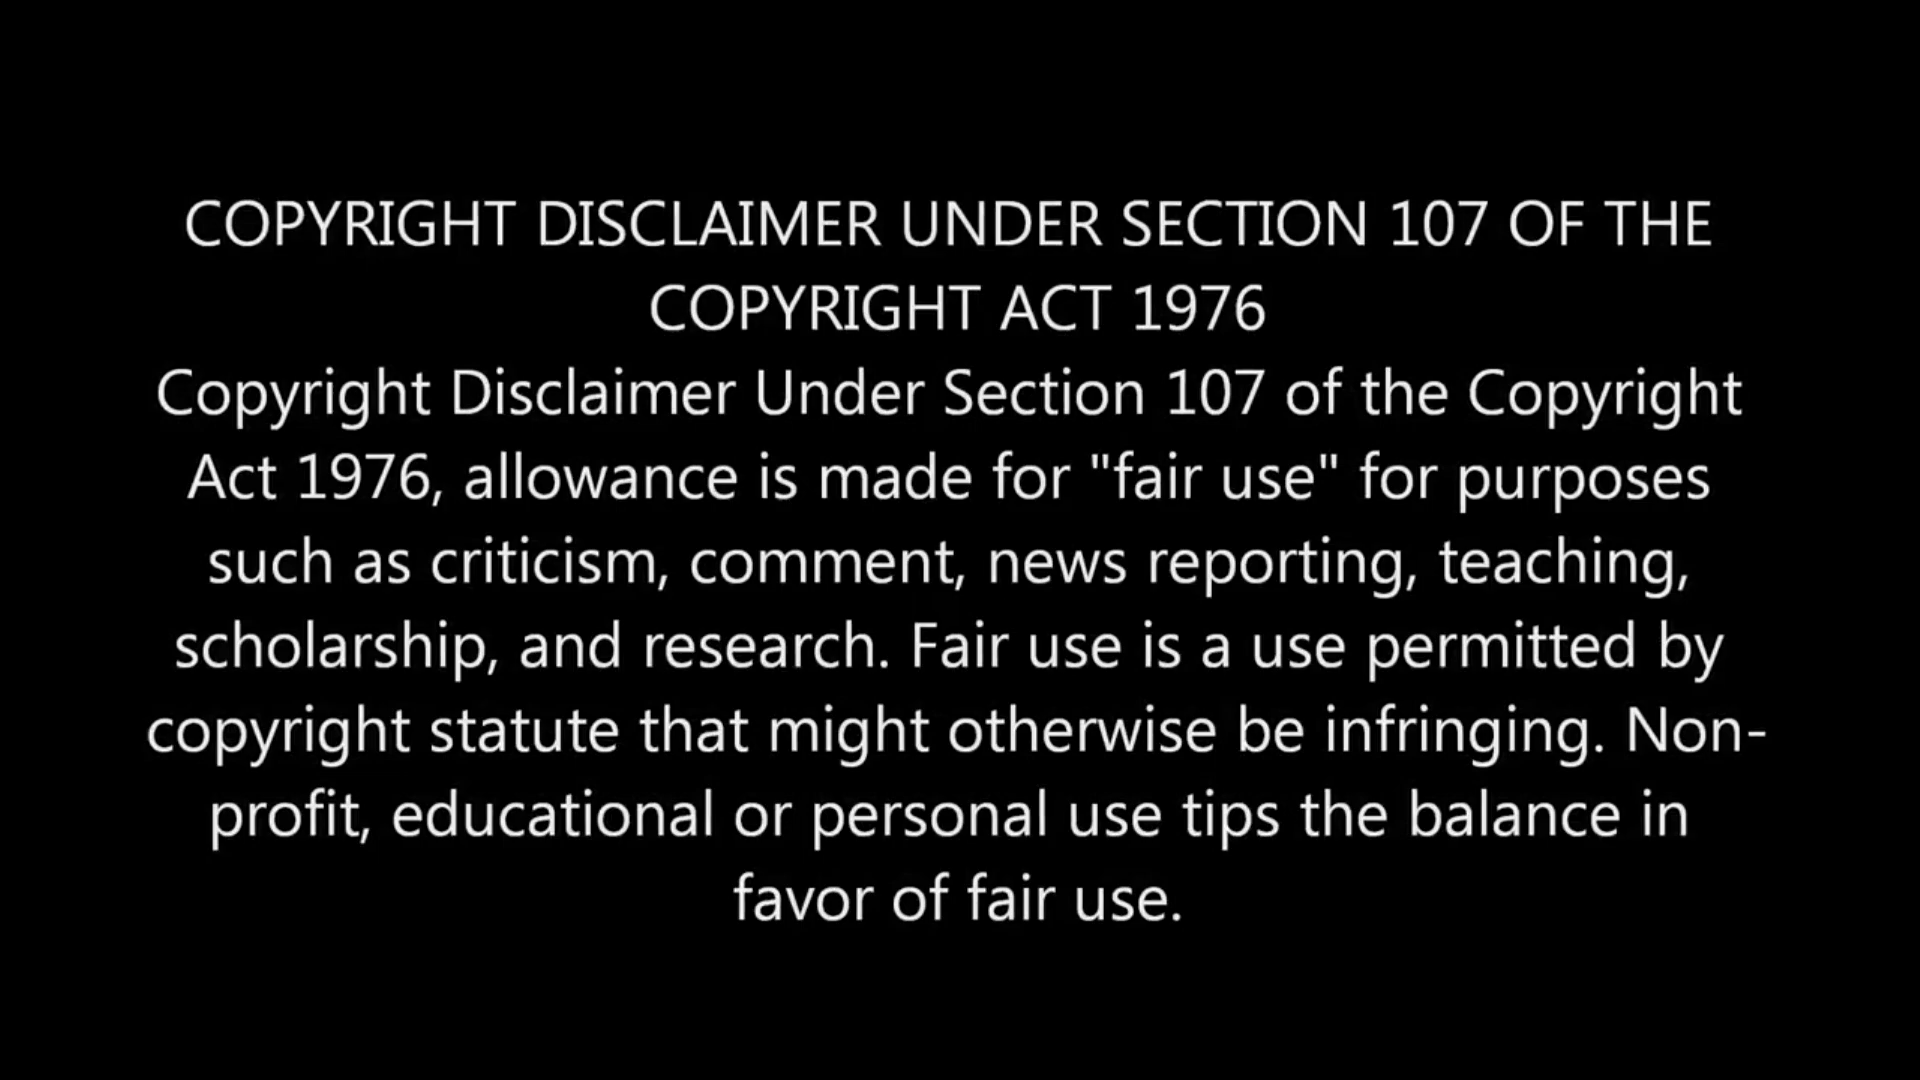 COPYRIGHT DISCLAIMER UNDER SECTION 107 OF THE
COPYRIGHT ACT 1976
Copyright Disclaimer Under Section 107 of the Copyright
Act 1976, allowance is made for "fair use" for purposes
such as criticism, comment, news reporting, teaching,
scholarship, and research. Fair use is a use permitted by
copyright statute that might otherwise be infringing. Non-
profit, educational or personal use tips the balance in
favor of fair use.